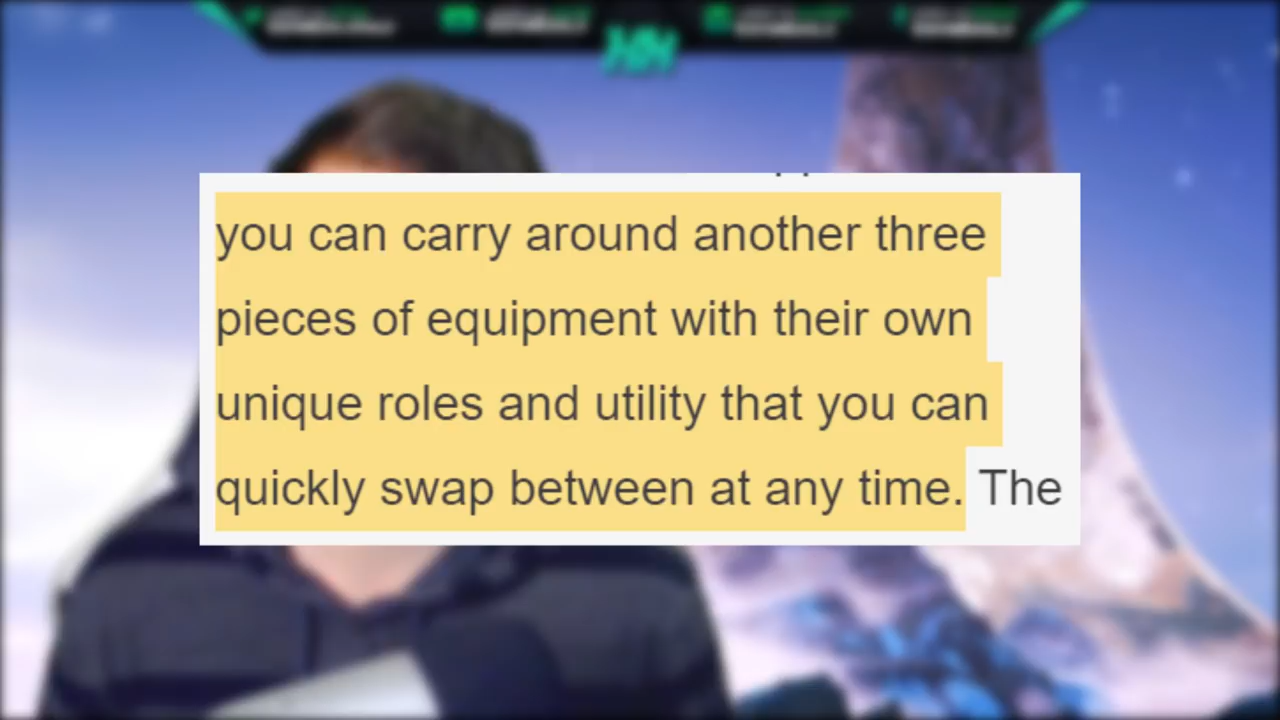 HH
you can carry around another three
pieces of equipment with their own
unique roles and utility that you can
quickly swap between at any time. The